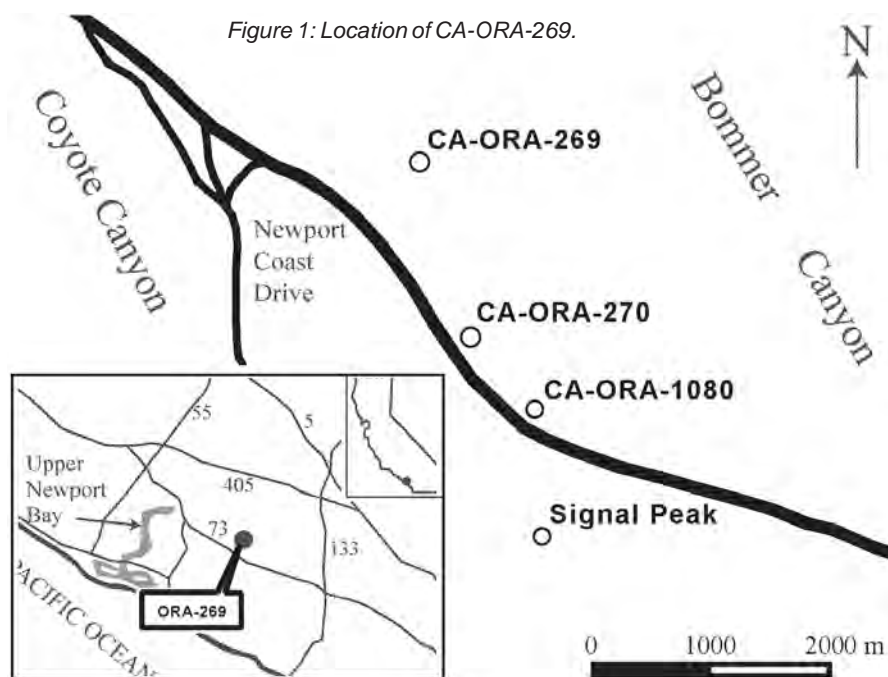 Figure 1: Location of CA-ORA-269.
N
Coyote Canyon
Bommer
Canyon
CA-ORA-269
Newport
Coast
Drive
CA-ORA-270
CA-ORA-1080
Signal Peak
55
5
Upper
Newport
Bay
405
73
133
ORA-269
PACIFIC OCEAN
0 1000 2000 m